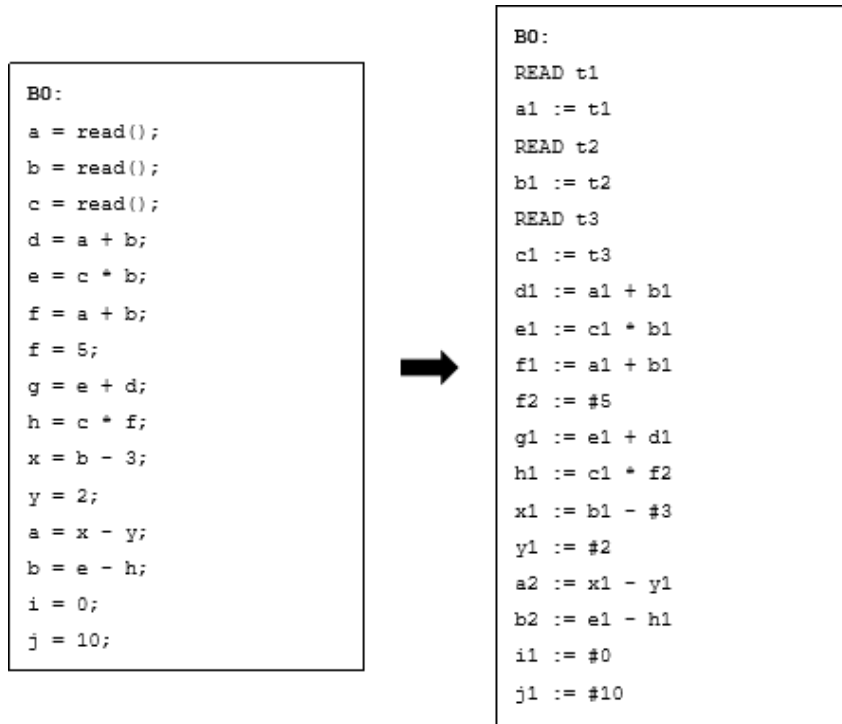 B0:
a = read();
b = read();
c = read();
d = a + b;
e = c * b;
f = a + b;
f = 5;
g = e + d;
h = c * f;
x = b - 3;
y = 2;
a = x - y;
b = e - h;
i = 0;
j = 10;
B0:
READ t1
a1 := t1
READ t2
b1 := t2
READ t3
c1 := t3
d1 := a1 + b1
e1 := c1 * b1
f1 := a1 + b1
f2 := #5
g1 := e1 + d1
h1 := c1 * f2
x1 := b1 - #3
y1 := #2
a2 := x1 - y1
b2 := e1 - h1
i1 := #0
j1 := #10